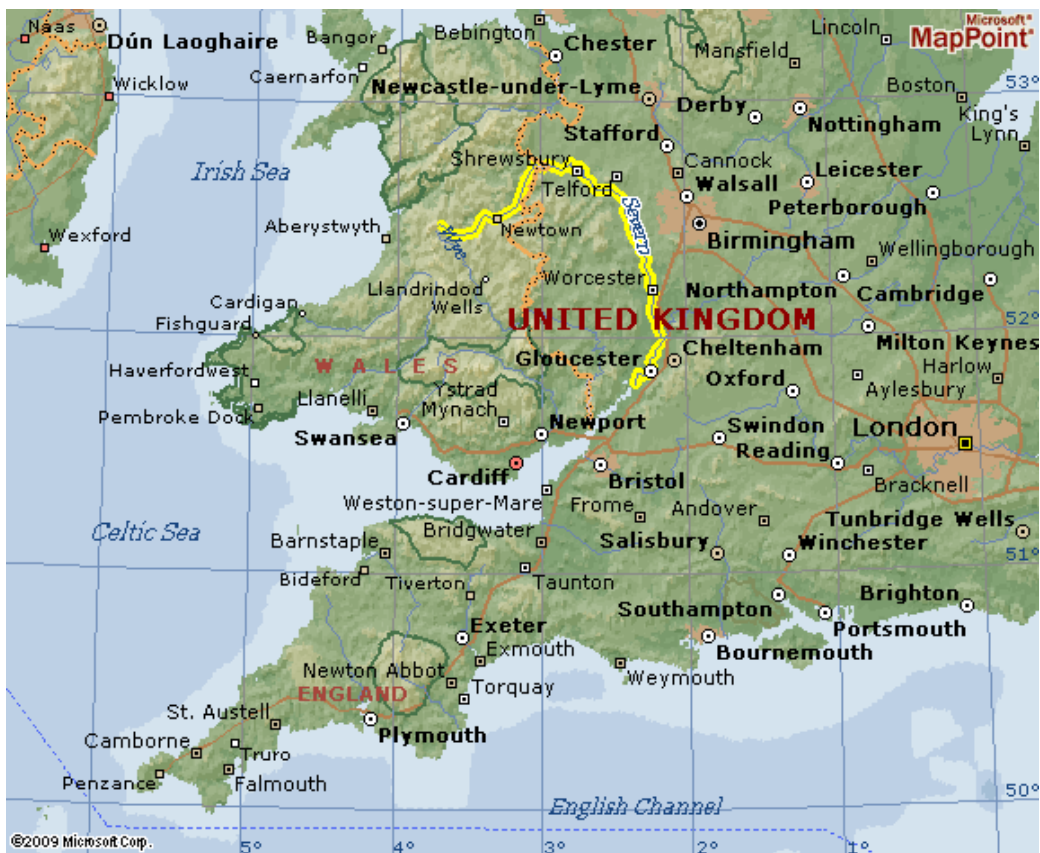 Microsoft®
MapPoint®
Naas
Dún Laoghaire
Wicklow
Wexford
Irish Sea
Bangor
Caernarfon
Bebington
Chester
Mansfield
Lincoln
Newcastle-under-Lyme
Derby
Nottingham
Boston
53°
King's
Lynn
Stafford
Shrewsbury
Telford
Cannock
Walsall
Leicester
Peterborough
Severn
Aberystwyth
Newtown
Wye
Birmingham
Wellingborough
Llandrindod
Wells
Worcester
Northampton
Cambridge
Cardigan
Fishguard
UNITED KINGDOM
52°
Milton Keynes
Haverfordwest
WALES
Gloucester
Cheltenham
Harlow
Oxford
Aylesbury
Pembroke Dock
Llanelli
Ystrad
Mynach
Swansea
Newport
Swindon
London
Reading
Cardiff
Bristol
Bracknell
Weston-super-Mare
Frome
Andover
Celtic Sea
Barnstaple
Bridgwater
Salisbury
Tunbridge Wells
Winchester
51°
Bideford
Tiverton
Taunton
Southampton
Brighton
Exeter
Exmouth
Portsmouth
Bournemouth
Newton Abbot
Weymouth
ENGLAND
Torquay
St. Austell
Plymouth
Camborne
Truro
Penzance
Falmouth
English Channel
50°
©2009 Microsoft Corp.
5°
4°
3°
2°
1°